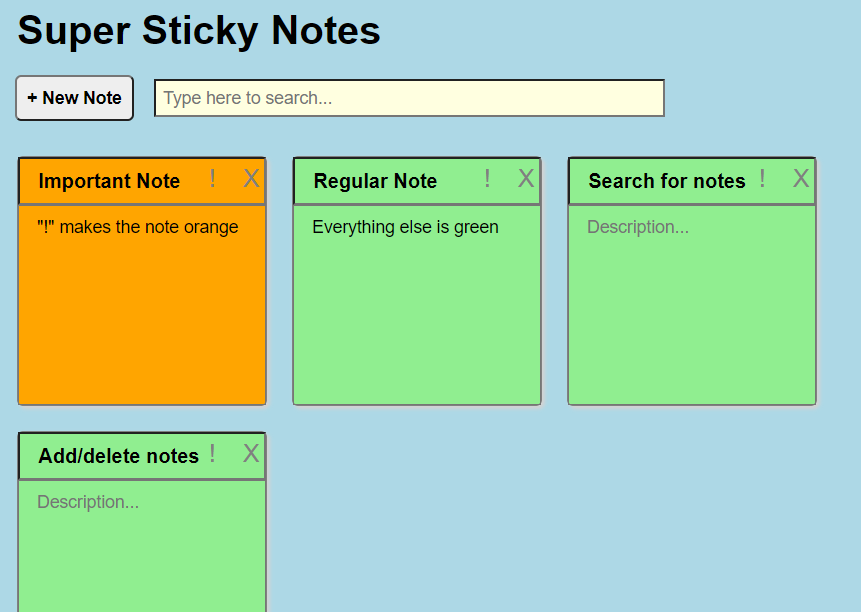 Super Sticky Notes
+ New Note
Type here to search...
Important Note ! X
"!" makes the note orange
Regular Note ! X
Everything else is green
Search for notes ! X
Description...
Add/delete notes ! X
Description...